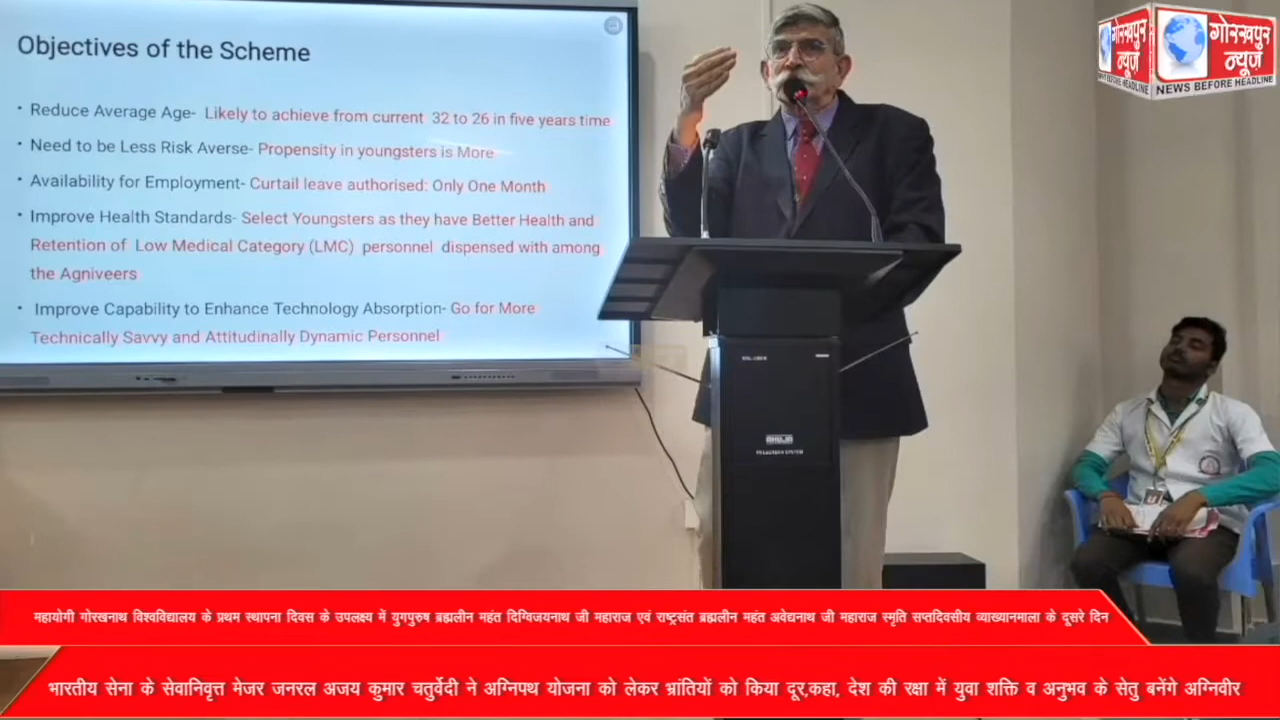 Objectives of the Scheme
• Reduce Average Age- Likely to achieve from current 32 to 26 in five years time
• Need to be Less Risk Averse- Propensity in youngsters is More
• Availability for Employment- Curtail leave authorised: Only One Month
• Improve Health Standards- Select Youngsters as they have Better Health and
Retention of Low Medical Category (LMC) personnel dispensed with among
the Agniveers
• Improve Capability to Enhance Technology Absorption- Go for More
Technically Savvy and Attitudinally Dynamic Personnel
गोरखपुर
न्यूज़
NEWS BEFORE HEADLINE
गोरखपुर
न्यूज़
NEWS BEFORE HEADLINE
AHUJA
महायोगी गोरखनाथ विश्वविद्यालय के प्रथम स्थापना दिवस के उपलक्ष्य में युगपुरुष ब्रह्मलीन महंत दिग्विजयनाथ जी महाराज एवं राष्ट्रसंत ब्रह्मलीन महंत अवेद्यनाथ जी महाराज स्मृति सप्तदिवसीय व्याख्यानमाला के दूसरे दिन
भारतीय सेना के सेवानिवृत्त मेजर जनरल अजय कुमार चतुर्वेदी ने अग्निपथ योजना को लेकर भ्रांतियों को किया दूर,कहा, देश की रक्षा में युवा शक्ति व अनुभव के सेतु बनेंगे अग्निवीर